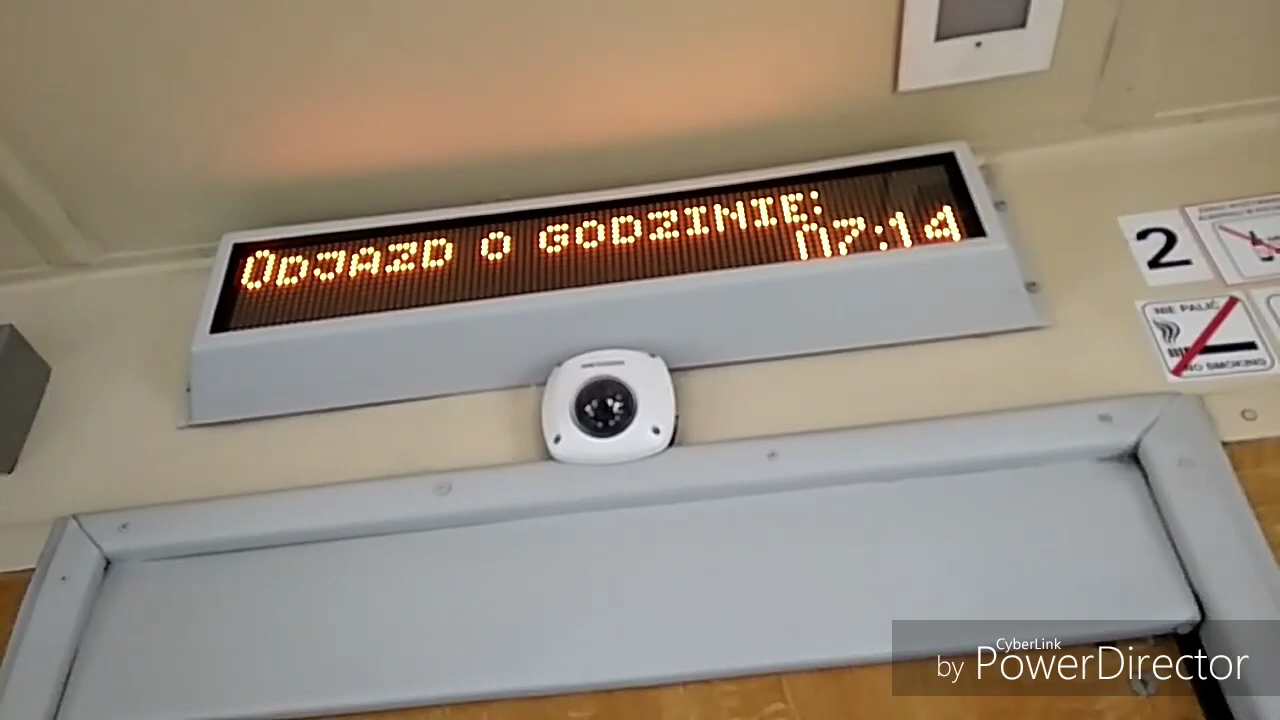 ODJAZD O GODZINIE:
07:14
2
NIE PALIĆ
NO SMOKING
CyberLink
by PowerDirector